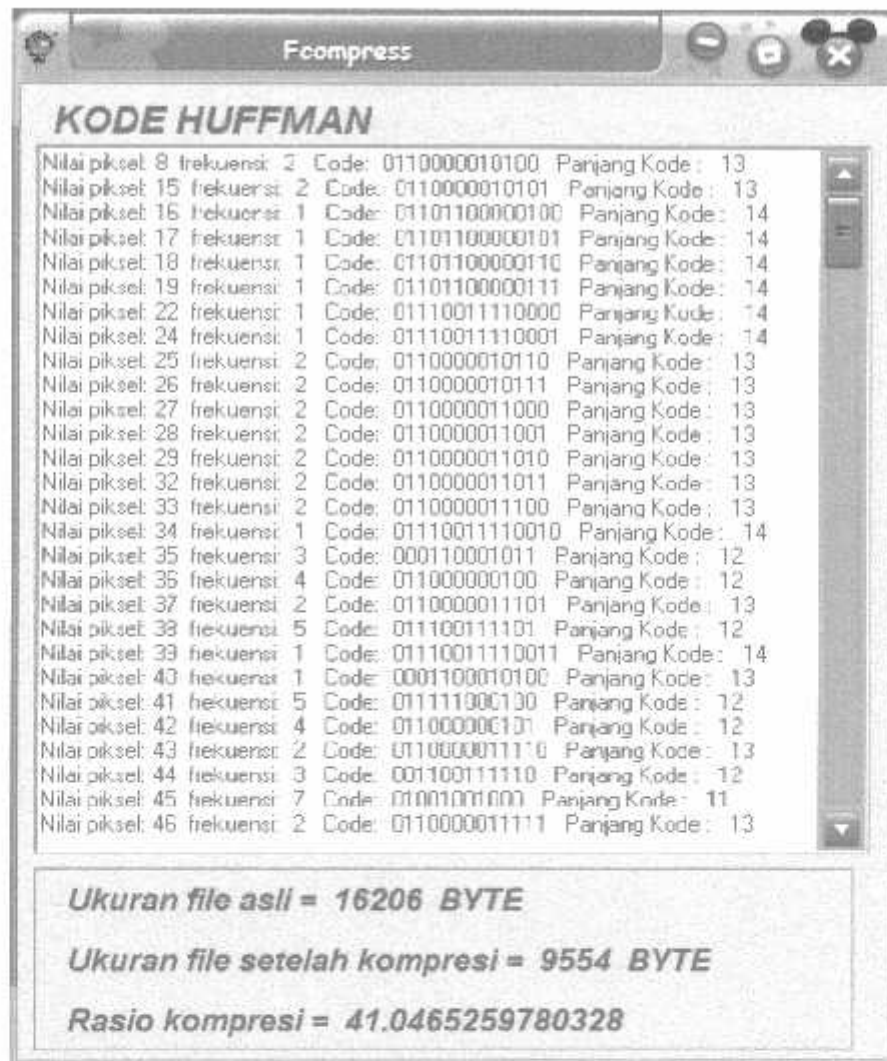 Fcompress
KODE HUFFMAN
Nilai piksel: 8 frekuensi: 2 Code: 0110000010100 Panjang Kode : 13
Nilai piksel: 15 frekuensi: 2 Code: 0110000010101 Panjang Kode : 13
Nilai piksel: 16 frekuensi: 1 Code: 01101100000100 Panjang Kode : 14
Nilai piksel: 17 frekuensi: 1 Code: 01101100000101 Panjang Kode : 14
Nilai piksel: 18 frekuensi: 1 Code: 01101100000110 Panjang Kode : 14
Nilai piksel: 19 frekuensi: 1 Code: 01101100000111 Panjang Kode : 14
Nilai piksel: 22 frekuensi: 1 Code: 01110011110000 Panjang Kode : 14
Nilai piksel: 24 frekuensi: 1 Code: 01110011110001 Panjang Kode : 14
Nilai piksel: 25 frekuensi: 2 Code: 0110000010110 Panjang Kode : 13
Nilai piksel: 26 frekuensi: 2 Code: 0110000010111 Panjang Kode : 13
Nilai piksel: 27 frekuensi: 2 Code: 0110000011000 Panjang Kode : 13
Nilai piksel: 28 frekuensi: 2 Code: 0110000011001 Panjang Kode : 13
Nilai piksel: 29 frekuensi: 2 Code: 0110000011010 Panjang Kode : 13
Nilai piksel: 32 frekuensi: 2 Code: 0110000011011 Panjang Kode : 13
Nilai piksel: 33 frekuensi: 2 Code: 0110000011100 Panjang Kode : 13
Nilai piksel: 34 frekuensi: 1 Code: 01110011110010 Panjang Kode : 14
Nilai piksel: 35 frekuensi: 3 Code: 000110001011 Panjang Kode : 12
Nilai piksel: 36 frekuensi: 4 Code: 011000000100 Panjang Kode : 12
Nilai piksel: 37 frekuensi: 2 Code: 0110000011101 Panjang Kode : 13
Nilai piksel: 38 frekuensi: 5 Code: 011100111101 Panjang Kode : 12
Nilai piksel: 39 frekuensi: 1 Code: 01110011110011 Panjang Kode : 14
Nilai piksel: 40 frekuensi: 1 Code: 0001100010100 Panjang Kode : 13
Nilai piksel: 41 frekuensi: 5 Code: 011111000100 Panjang Kode : 12
Nilai piksel: 42 frekuensi: 4 Code: 011000000101 Panjang Kode : 12
Nilai piksel: 43 frekuensi: 2 Code: 0110000011110 Panjang Kode : 13
Nilai piksel: 44 frekuensi: 3 Code: 001100111110 Panjang Kode : 12
Nilai piksel: 45 frekuensi: 7 Code: 01001001000 Panjang Kode : 11
Nilai piksel: 46 frekuensi: 2 Code: 0110000011111 Panjang Kode : 13
Ukuran file asli = 16206 BYTE
Ukuran file setelah kompresi = 9554 BYTE
Rasio kompresi = 41.0465259780328